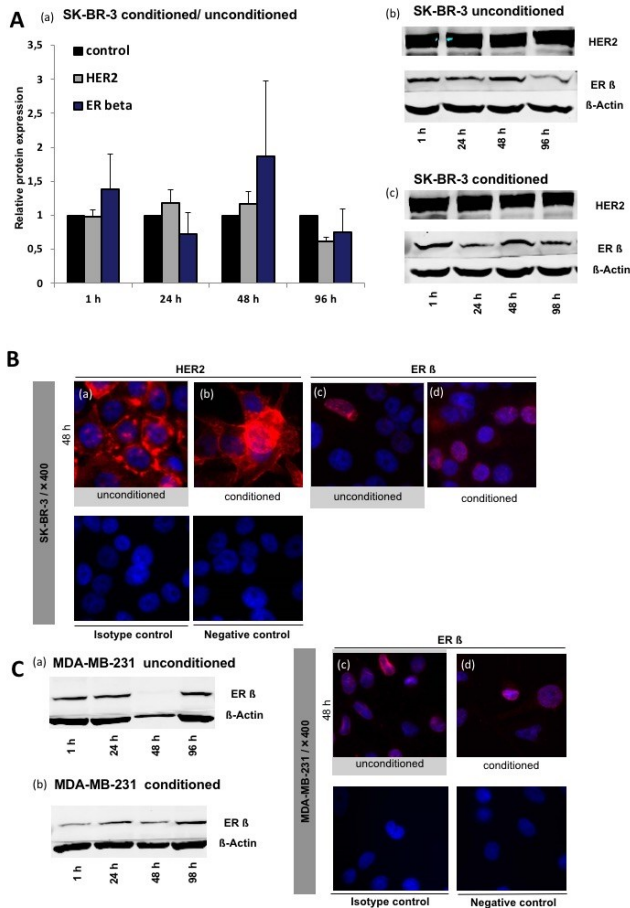 A
(a) SK-BR-3 conditioned/ unconditioned
Relative protein expression
3,5
3
2,5
2
1,5
1
0,5
0
control
HER2
ER beta
1 h 24 h 48 h 96 h
(b) SK-BR-3 unconditioned
HER2
ER ß
ß-Actin
1 h 24 h 48 h 96 h
SK-BR-3 conditioned
(c)
HER2
ER ß
ß-Actin
1 h 24 h 48 h 98 h
B
HER2 ER ß
SK-BR-3 / ×400
48 h
(a) (b) (c) (d)
unconditioned conditioned unconditioned conditioned
Isotype control Negative control
C
(a) MDA-MB-231 unconditioned
ER ß
ß-Actin
1 h 24 h 48 h 96 h
(b) MDA-MB-231 conditioned
ER ß
ß-Actin
1 h 24 h 48 h 98 h
ER ß
MDA-MB-231 / ×400
48 h
(c) (d)
unconditioned conditioned
Isotype control Negative control